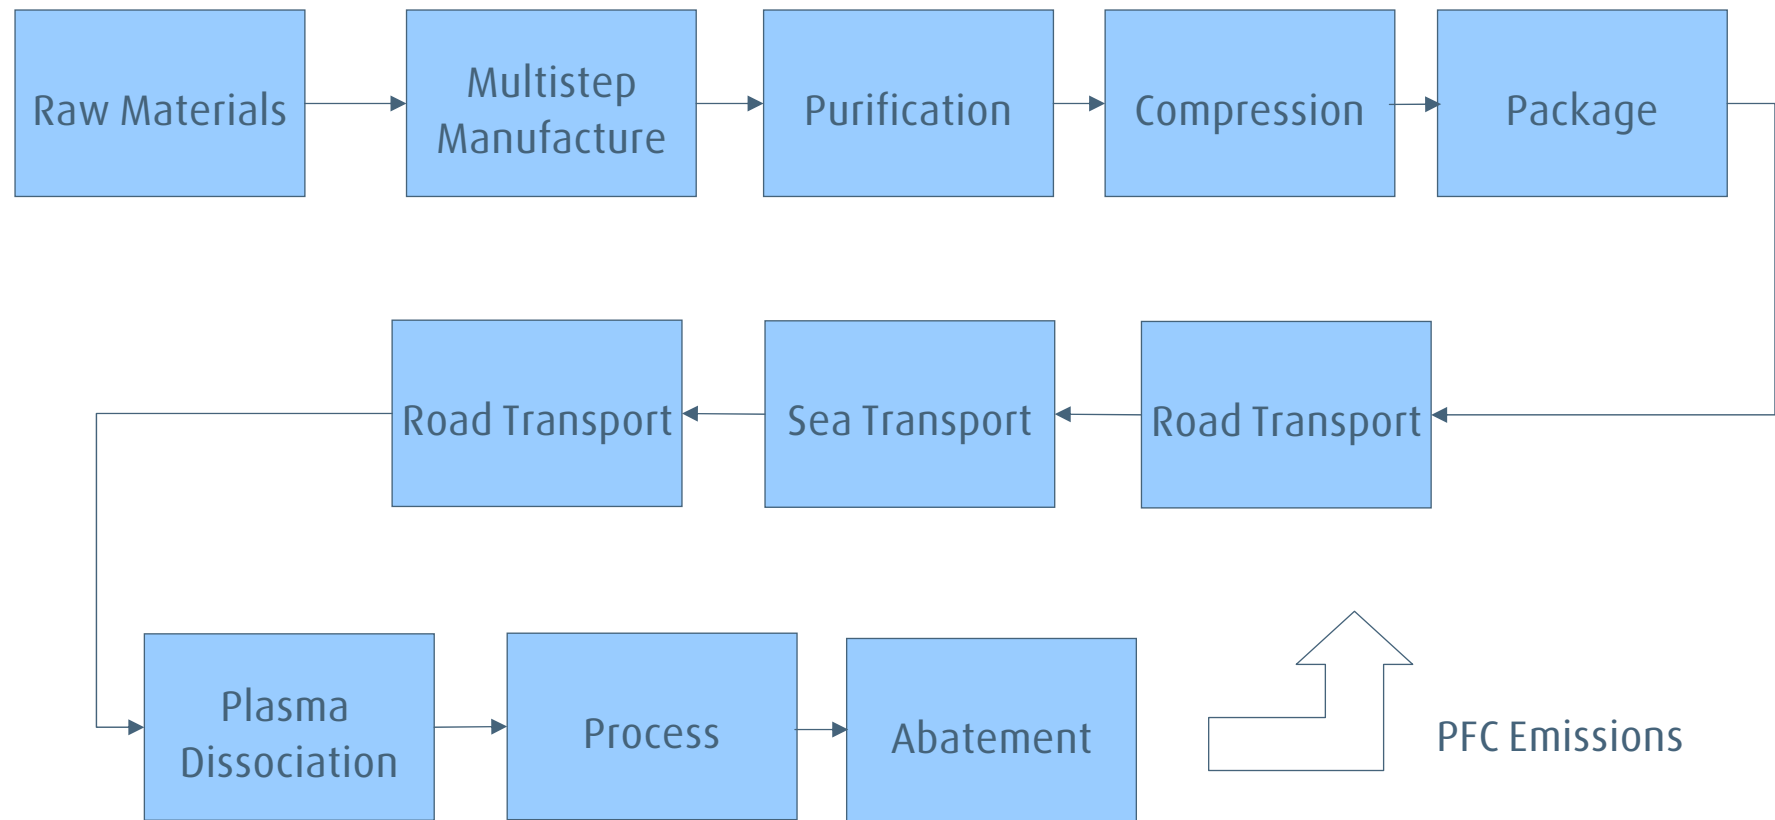 Raw Materials
Multistep
Manufacture
Purification
Compression
Package
Road Transport
Sea Transport
Road Transport
Plasma
Dissociation
Process
Abatement
PFC Emissions